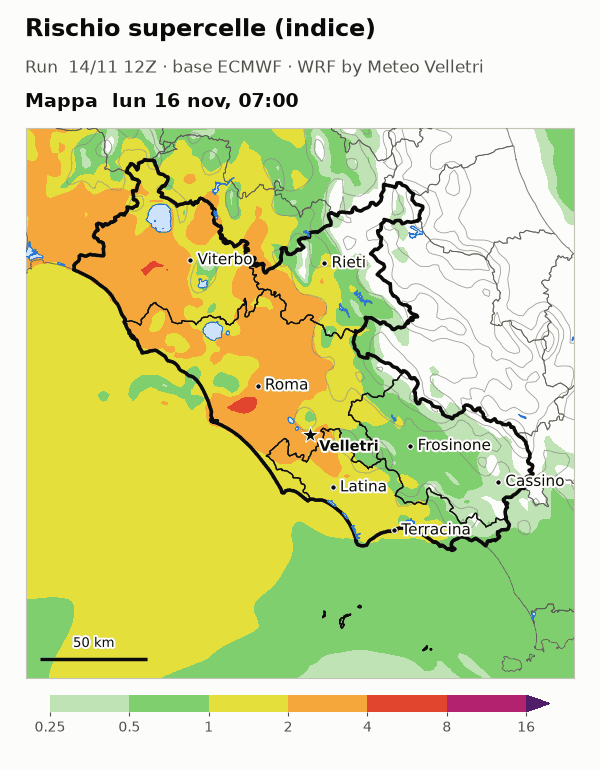 Rischio supercelle (indice)
Run  14/11 12Z · base ECMWF · WRF by Meteo Velletri
Mappa  lun 16 nov, 07:00
Viterbo
Rieti
Roma
Velletri
Frosinone
Cassino
Latina
Terracina
50 km
0.25 0.5 1 2 4 8 16